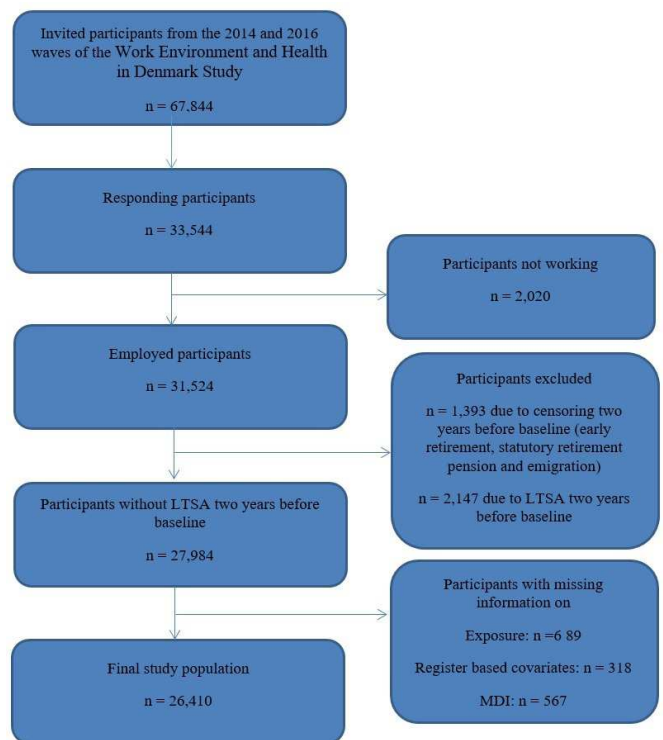 Invited participants from the 2014 and 2016
waves of the Work Environment and Health
in Denmark Study
n = 67,844
Responding participants
n = 33,544
Participants not working
n = 2,020
Employed participants
n = 31,524
Participants excluded
n = 1,393 due to censoring two
years before baseline (early
retirement, statutory retirement
pension and emigration)
n = 2,147 due to LTSA two years
before baseline
Participants without LTSA two years before
baseline
n = 27,984
Participants with missing
information on
Exposure: n =6 89
Register based covariates: n = 318
MDI: n = 567
Final study population
n = 26,410